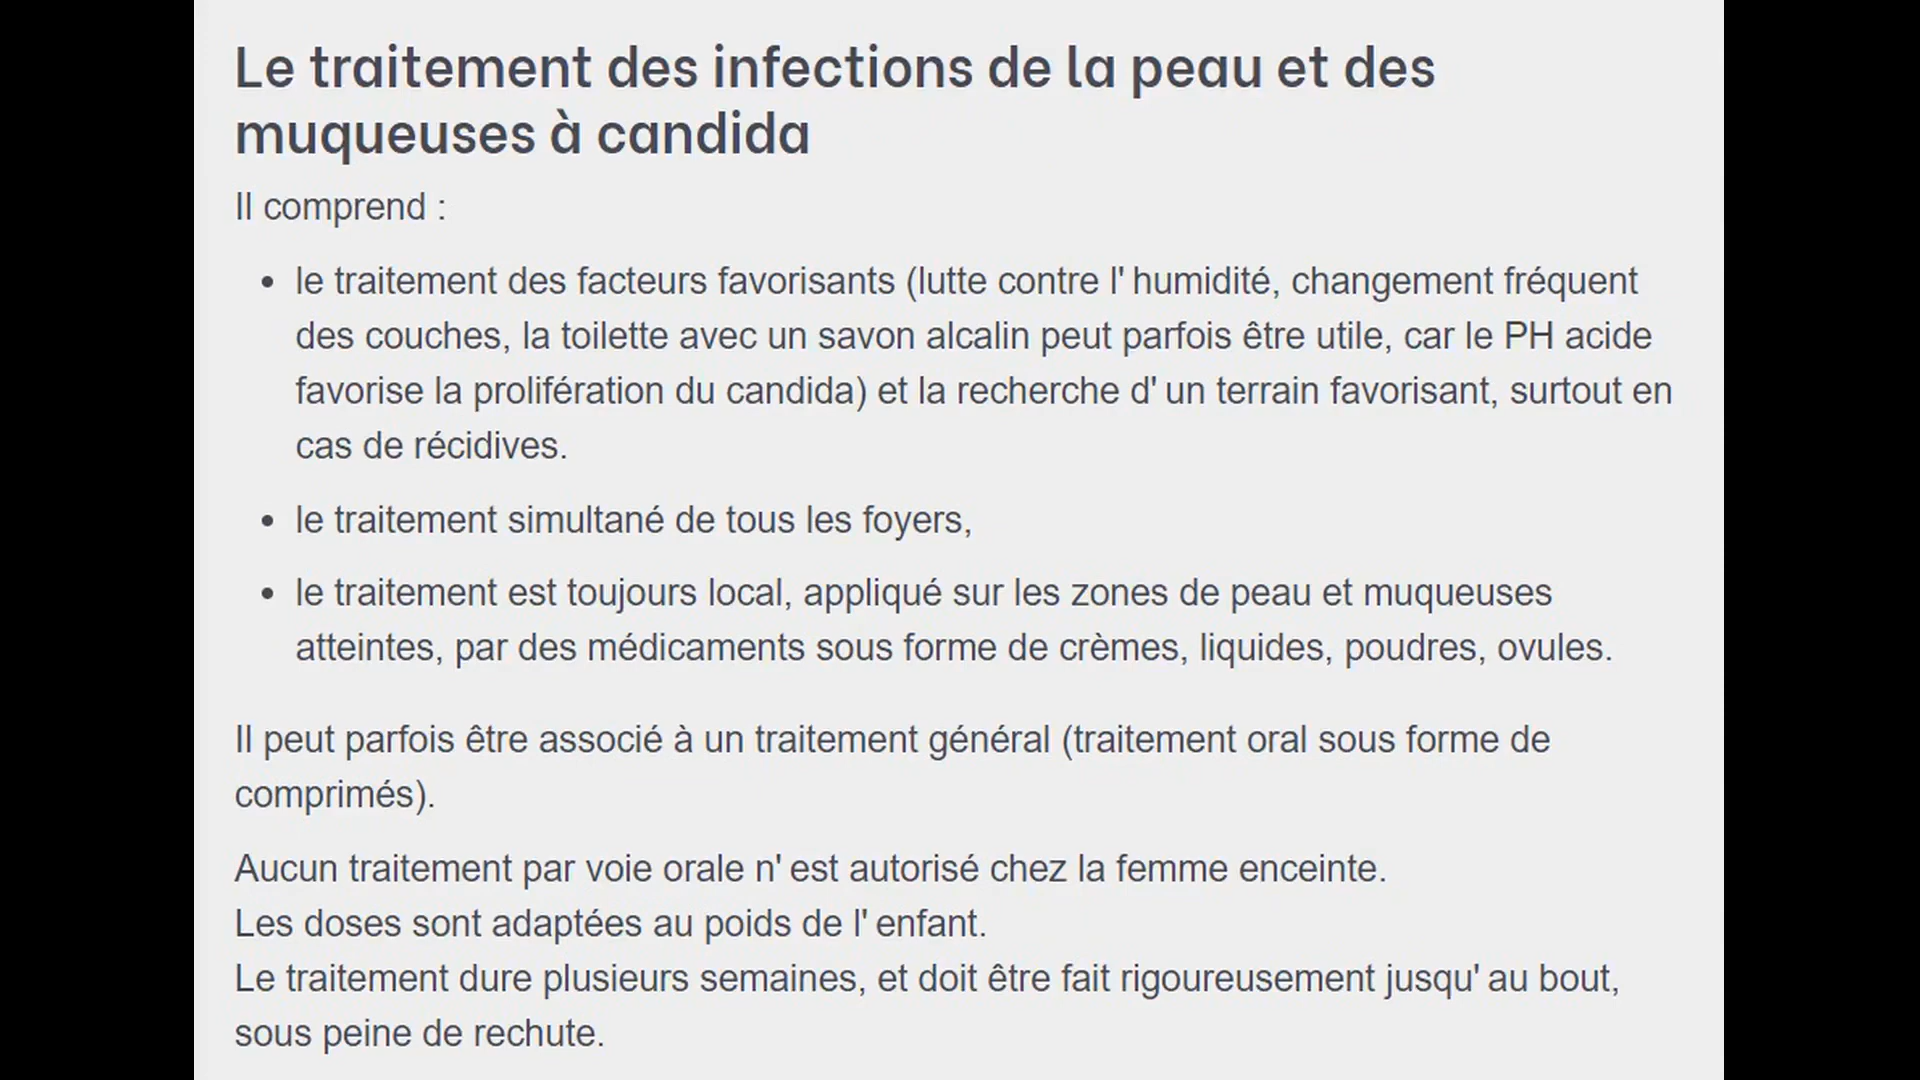 Le traitement des infections de la peau et des
muqueuses à candida
Il comprend :
• le traitement des facteurs favorisants (lutte contre l' humidité, changement fréquent
des couches, la toilette avec un savon alcalin peut parfois être utile, car le PH acide
favorise la prolifération du candida) et la recherche d' un terrain favorisant, surtout en
cas de récidives.
• le traitement simultané de tous les foyers,
• le traitement est toujours local, appliqué sur les zones de peau et muqueuses
atteintes, par des médicaments sous forme de crèmes, liquides, poudres, ovules.
Il peut parfois être associé à un traitement général (traitement oral sous forme de
comprimés).
Aucun traitement par voie orale n' est autorisé chez la femme enceinte.
Les doses sont adaptées au poids de l' enfant.
Le traitement dure plusieurs semaines, et doit être fait rigoureusement jusqu' au bout,
sous peine de rechute.